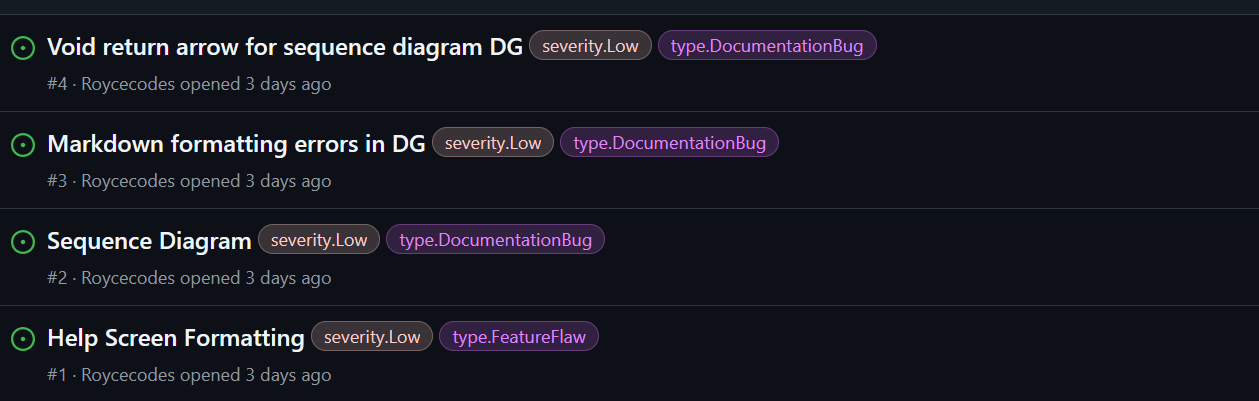 Void return arrow for sequence diagram DG severity.Low type.DocumentationBug
#4 · Roycecodes opened 3 days ago
Markdown formatting errors in DG severity.Low type.DocumentationBug
#3 · Roycecodes opened 3 days ago
Sequence Diagram severity.Low type.DocumentationBug
#2 · Roycecodes opened 3 days ago
Help Screen Formatting severity.Low type.FeatureFlaw
#1 · Roycecodes opened 3 days ago